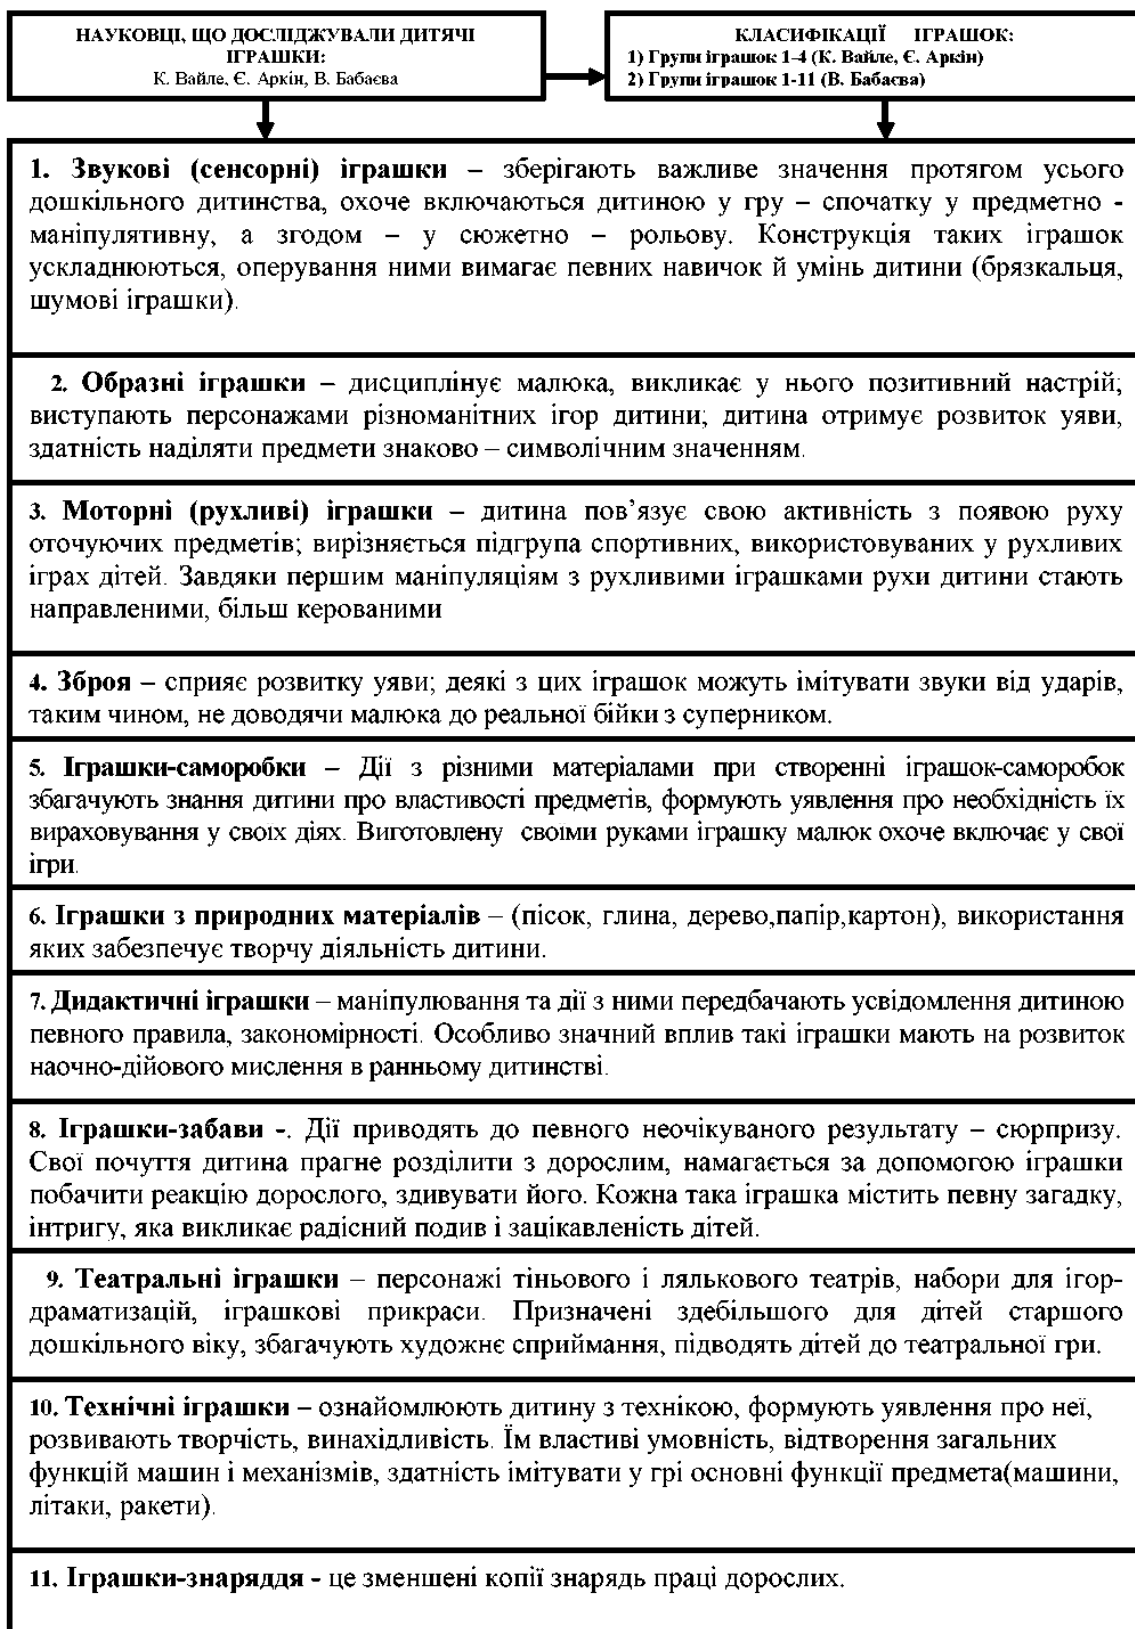 НАУКОВЦІ, ЩО ДОСЛІДЖУВАЛИ ДИТЯЧІ
ІГРАШКИ:
К. Вайле, Є. Аркін, В. Бабаєва
КЛАСИФІКАЦІЇ ІГРАШОК:
1) Групи іграшок 1-4 (К. Вайле, Є. Аркін)
2) Групи іграшок 1-11 (В. Бабаєва)
1. Звукові (сенсорні) іграшки – зберігають важливе значення протягом усього
дошкільного дитинства, охоче включаються дитиною у гру – спочатку у предметно -
маніпулятивну, а згодом – у сюжетно – рольову. Конструкція таких іграшок
ускладнюються, оперування ними вимагає певних навичок й умінь дитини (брязкальця,
шумові іграшки).
2. Образні іграшки – дисциплінує малюка, викликає у нього позитивний настрій;
виступають персонажами різноманітних ігор дитини; дитина отримує розвиток уяви,
здатність наділяти предмети знаково – символічним значенням.
3. Моторні (рухливі) іграшки – дитина пов’язує свою активність з появою руху
оточуючих предметів; вирізняється підгрупа спортивних, використовуваних у рухливих
іграх дітей. Завдяки першим маніпуляціям з рухливими іграшками рухи дитини стають
направленими, більш керованими
4. Зброя – сприяє розвитку уяви; деякі з цих іграшок можуть імітувати звуки від ударів,
таким чином, не доводячи малюка до реальної бійки з суперником.
5. Іграшки-саморобки – Дії з різними матеріалами при створенні іграшок-саморобок
збагачують знання дитини про властивості предметів, формують уявлення про необхідність їх
вираховування у своїх діях. Виготовлену своїми руками іграшку малюк охоче включає у свої
ігри.
6. Іграшки з природних матеріалів – (пісок, глина, дерево,папір,картон), використання
яких забезпечує творчу діяльність дитини.
7. Дидактичні іграшки – маніпулювання та дії з ними передбачають усвідомлення дитиною
певного правила, закономірності. Особливо значний вплив такі іграшки мають на розвиток
наочно-дійового мислення в ранньому дитинстві.
8. Іграшки-забави -. Дії приводять до певного неочікуваного результату – сюрпризу.
Свої почуття дитина прагне розділити з дорослим, намагається за допомогою іграшки
побачити реакцію дорослого, здивувати його. Кожна така іграшка містить певну загадку,
інтригу, яка викликає радісний подив і зацікавленість дітей.
9. Театральні іграшки – персонажі тіньового і лялькового театрів, набори для ігор-
драматизацій, іграшкові прикраси. Призначені здебільшого для дітей старшого
дошкільного віку, збагачують художнє сприймання, підводять дітей до театральної гри.
10. Технічні іграшки – ознайомлюють дитину з технікою, формують уявлення про неї,
розвивають творчість, винахідливість. Їм властиві умовність, відтворення загальних
функцій машин і механізмів, здатність імітувати у грі основні функції предмета(машини,
літаки, ракети).
11. Іграшки-знаряддя - це зменшені копії знарядь праці дорослих.